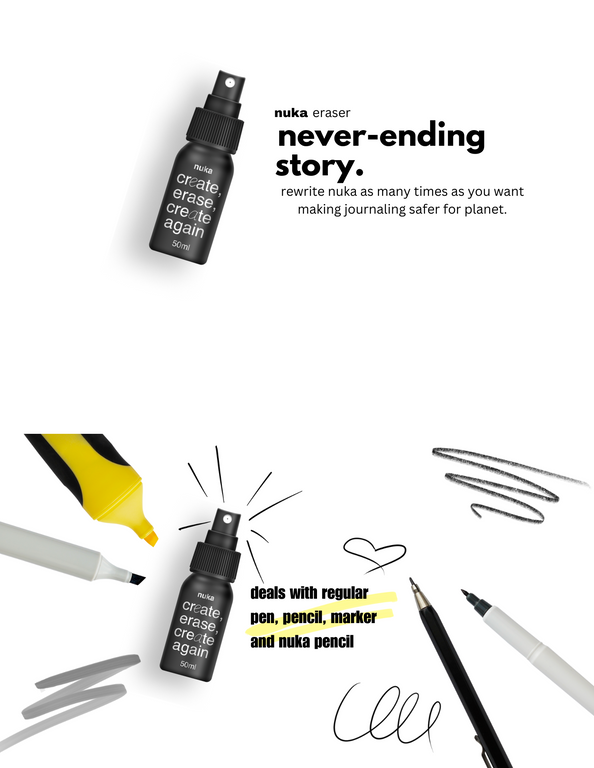 nuka
create,
erase,
create
again
50ml
nuka eraser
never-ending
story.
rewrite nuka as many times as you want
making journaling safer for planet.
nuka
create,
erase,
create
again
50ml
deals with regular
pen, pencil, marker
and nuka pencil